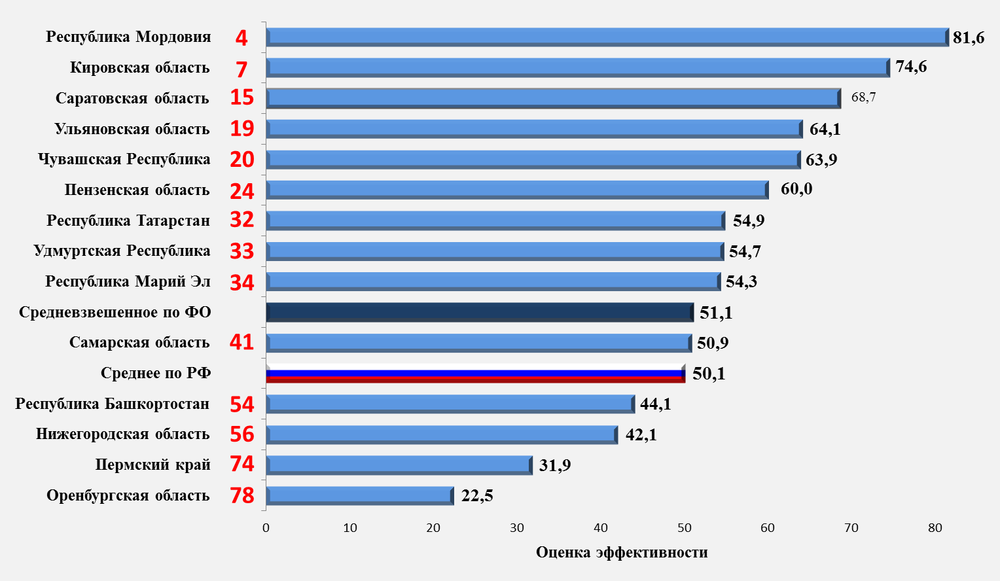 Республика Мордовия 4 81,6
Кировская область 7 74,6
Саратовская область 15 68,7
Ульяновская область 19 64,1
Чувашская Республика 20 63,9
Пензенская область 24 60,0
Республика Татарстан 32 54,9
Удмуртская Республика 33 54,7
Республика Марий Эл 34 54,3
Средневзвешенное по ФО 51,1
Самарская область 41 50,9
Среднее по РФ 50,1
Республика Башкортостан 54 44,1
Нижегородская область 56 42,1
Пермский край 74 31,9
Оренбургская область 78 22,5
0 10 20 30 40 50 60 70 80
Оценка эффективности